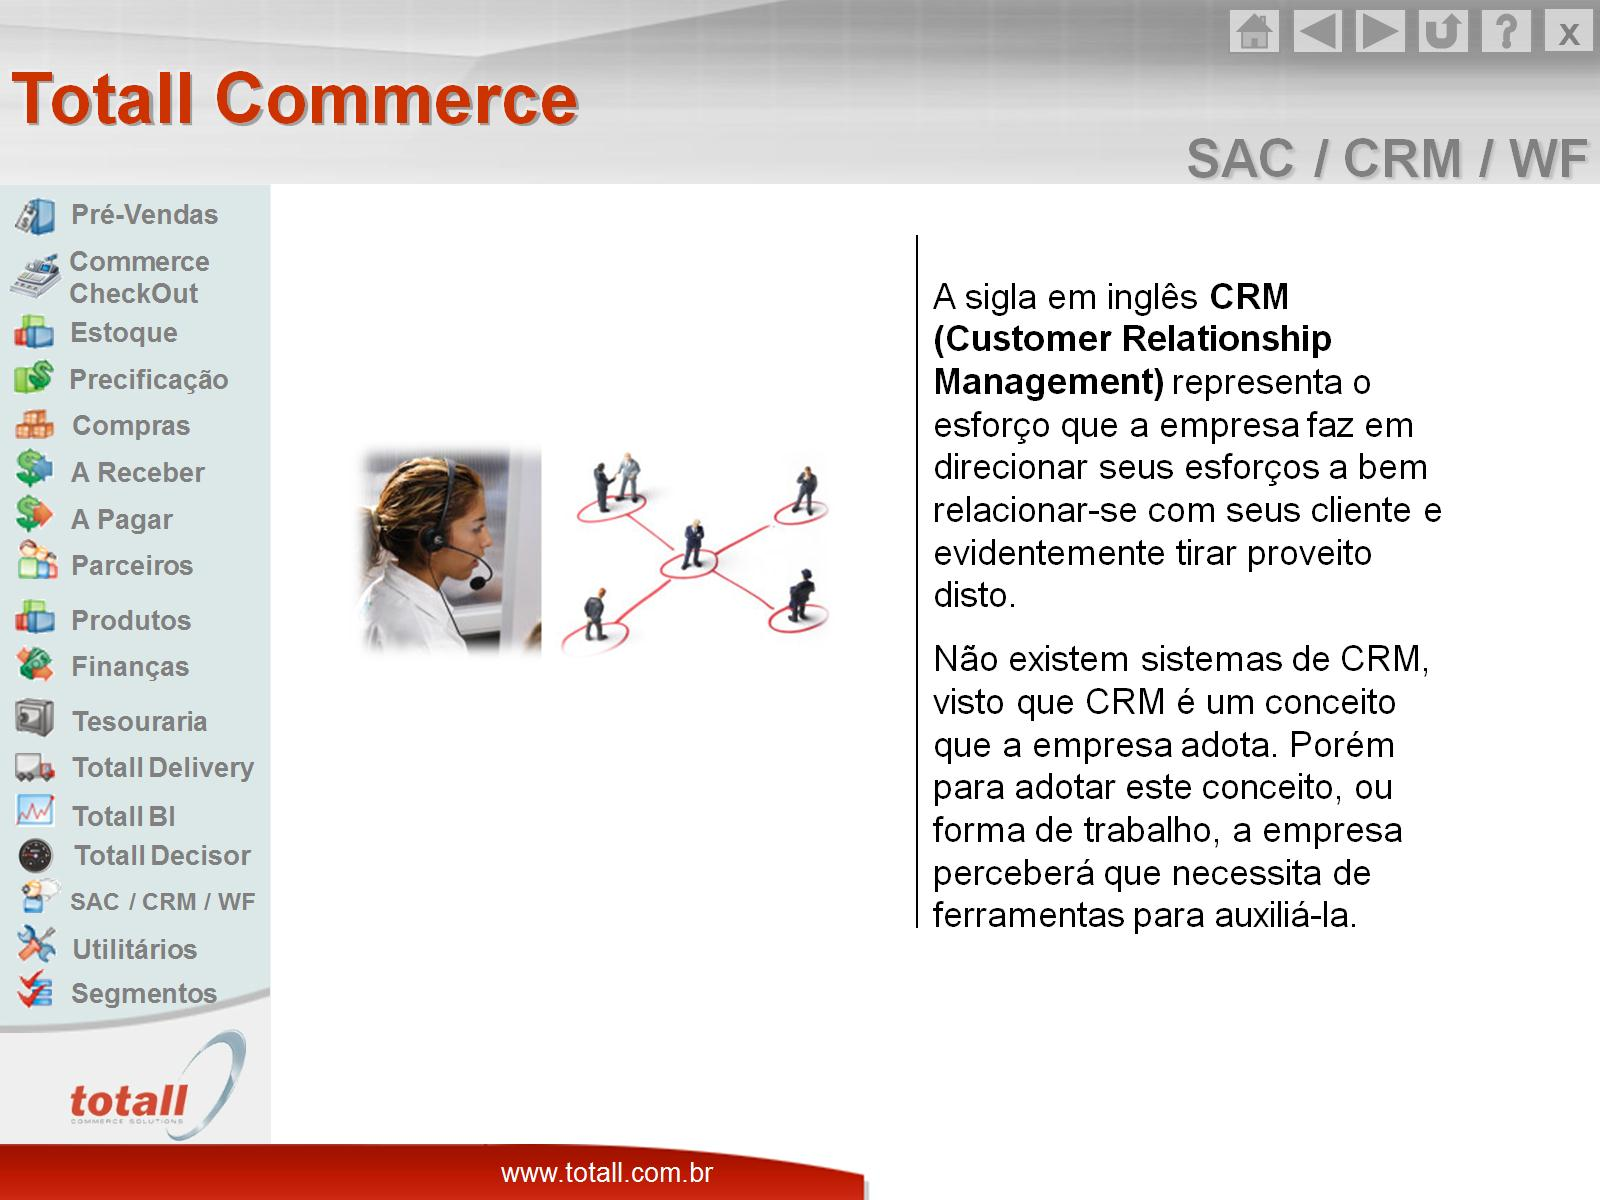 Totall Commerce
SAC / CRM / WF
x
?
Pré-Vendas
Commerce
CheckOut
Estoque
Precificação
Compras
A Receber
A Pagar
Parceiros
Produtos
Finanças
Tesouraria
Totall Delivery
Totall BI
Totall Decisor
SAC / CRM / WF
Utilitários
Segmentos
A sigla em inglês CRM
(Customer Relationship
Management) representa o
esforço que a empresa faz em
direcionar seus esforços a bem
relacionar-se com seus cliente e
evidentemente tirar proveito
disto.
Não existem sistemas de CRM,
visto que CRM é um conceito
que a empresa adota. Porém
para adotar este conceito, ou
forma de trabalho, a empresa
perceberá que necessita de
ferramentas para auxiliá-la.
totall
COMMERCE SOLUTIONS
www.totall.com.br